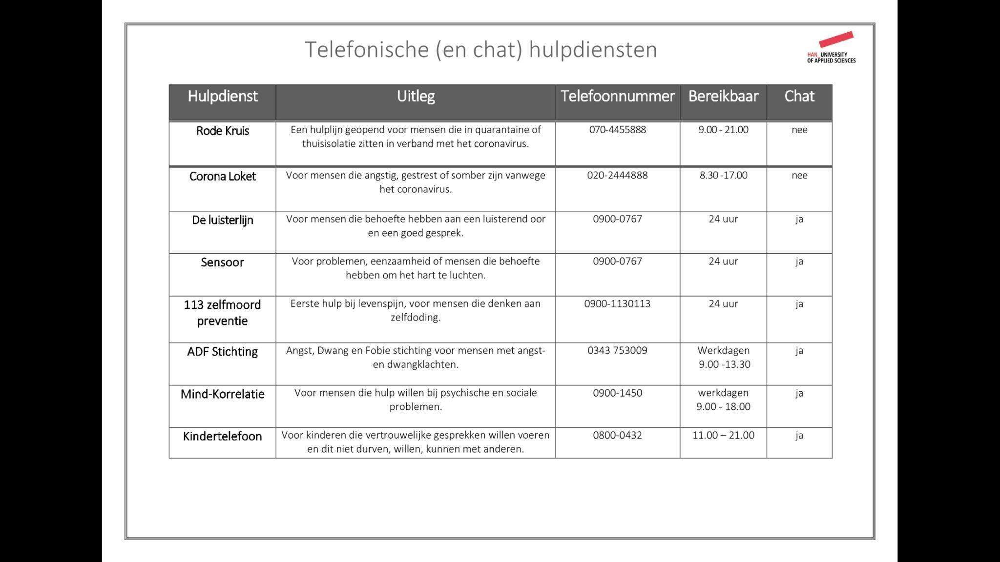 Telefonische (en chat) hulpdiensten
HAN_UNIVERSITY
OF APPLIED SCIENCES
Hulpdienst Uitleg Telefoonnummer Bereikbaar Chat
Rode Kruis Een hulplijn geopend voor mensen die in quarantaine of 070-4455888 9.00 - 21.00 nee
thuisisolatie zitten in verband met het coronavirus.
Corona Loket Voor mensen die angstig, gestrest of somber zijn vanwege 020-2444888 8.30 -17.00 nee
het coronavirus.
De luisterlijn Voor mensen die behoefte hebben aan een luisterend oor 0900-0767 24 uur ja
en een goed gesprek.
Sensoor Voor problemen, eenzaamheid of mensen die behoefte 0900-0767 24 uur ja
hebben om het hart te luchten.
113 zelfmoord Eerste hulp bij levenspijn, voor mensen die denken aan 0900-1130113 24 uur ja
preventie zelfdoding.
ADF Stichting Angst, Dwang en Fobie stichting voor mensen met angst- 0343 753009 Werkdagen ja
en dwangklachten. 9.00 -13.30
Mind-Korrelatie Voor mensen die hulp willen bij psychische en sociale 0900-1450 werkdagen ja
problemen. 9.00 - 18.00
Kindertelefoon Voor kinderen die vertrouwelijke gesprekken willen voeren 0800-0432 11.00 – 21.00 ja
en dit niet durven, willen, kunnen met anderen.